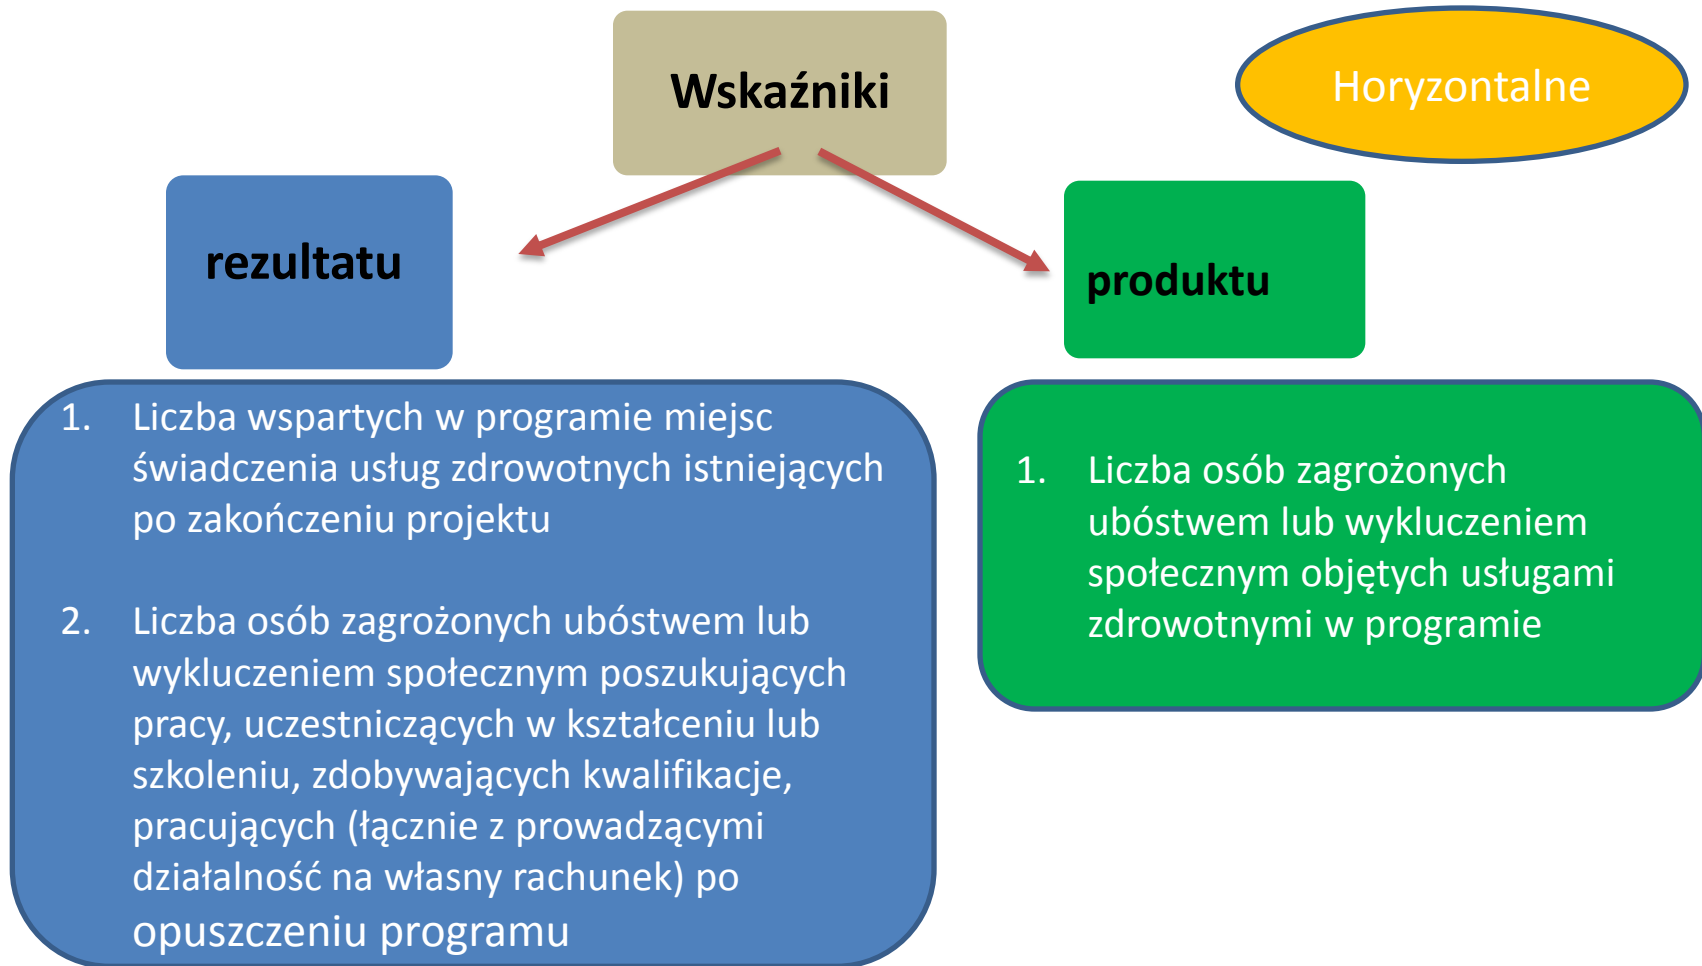 Wskaźniki
Horyzontalne
rezultatu
produktu
1. Liczba wspartych w programie miejsc
świadczenia usług zdrowotnych istniejących
po zakończeniu projektu
2. Liczba osób zagrożonych ubóstwem lub
wykluczeniem społecznym poszukujących
pracy, uczestniczących w kształceniu lub
szkoleniu, zdobywających kwalifikacje,
pracujących (łącznie z prowadzącymi
działalność na własny rachunek) po
opuszczeniu programu
1. Liczba osób zagrożonych
ubóstwem lub wykluczeniem
społecznym objętych usługami
zdrowotnymi w programie